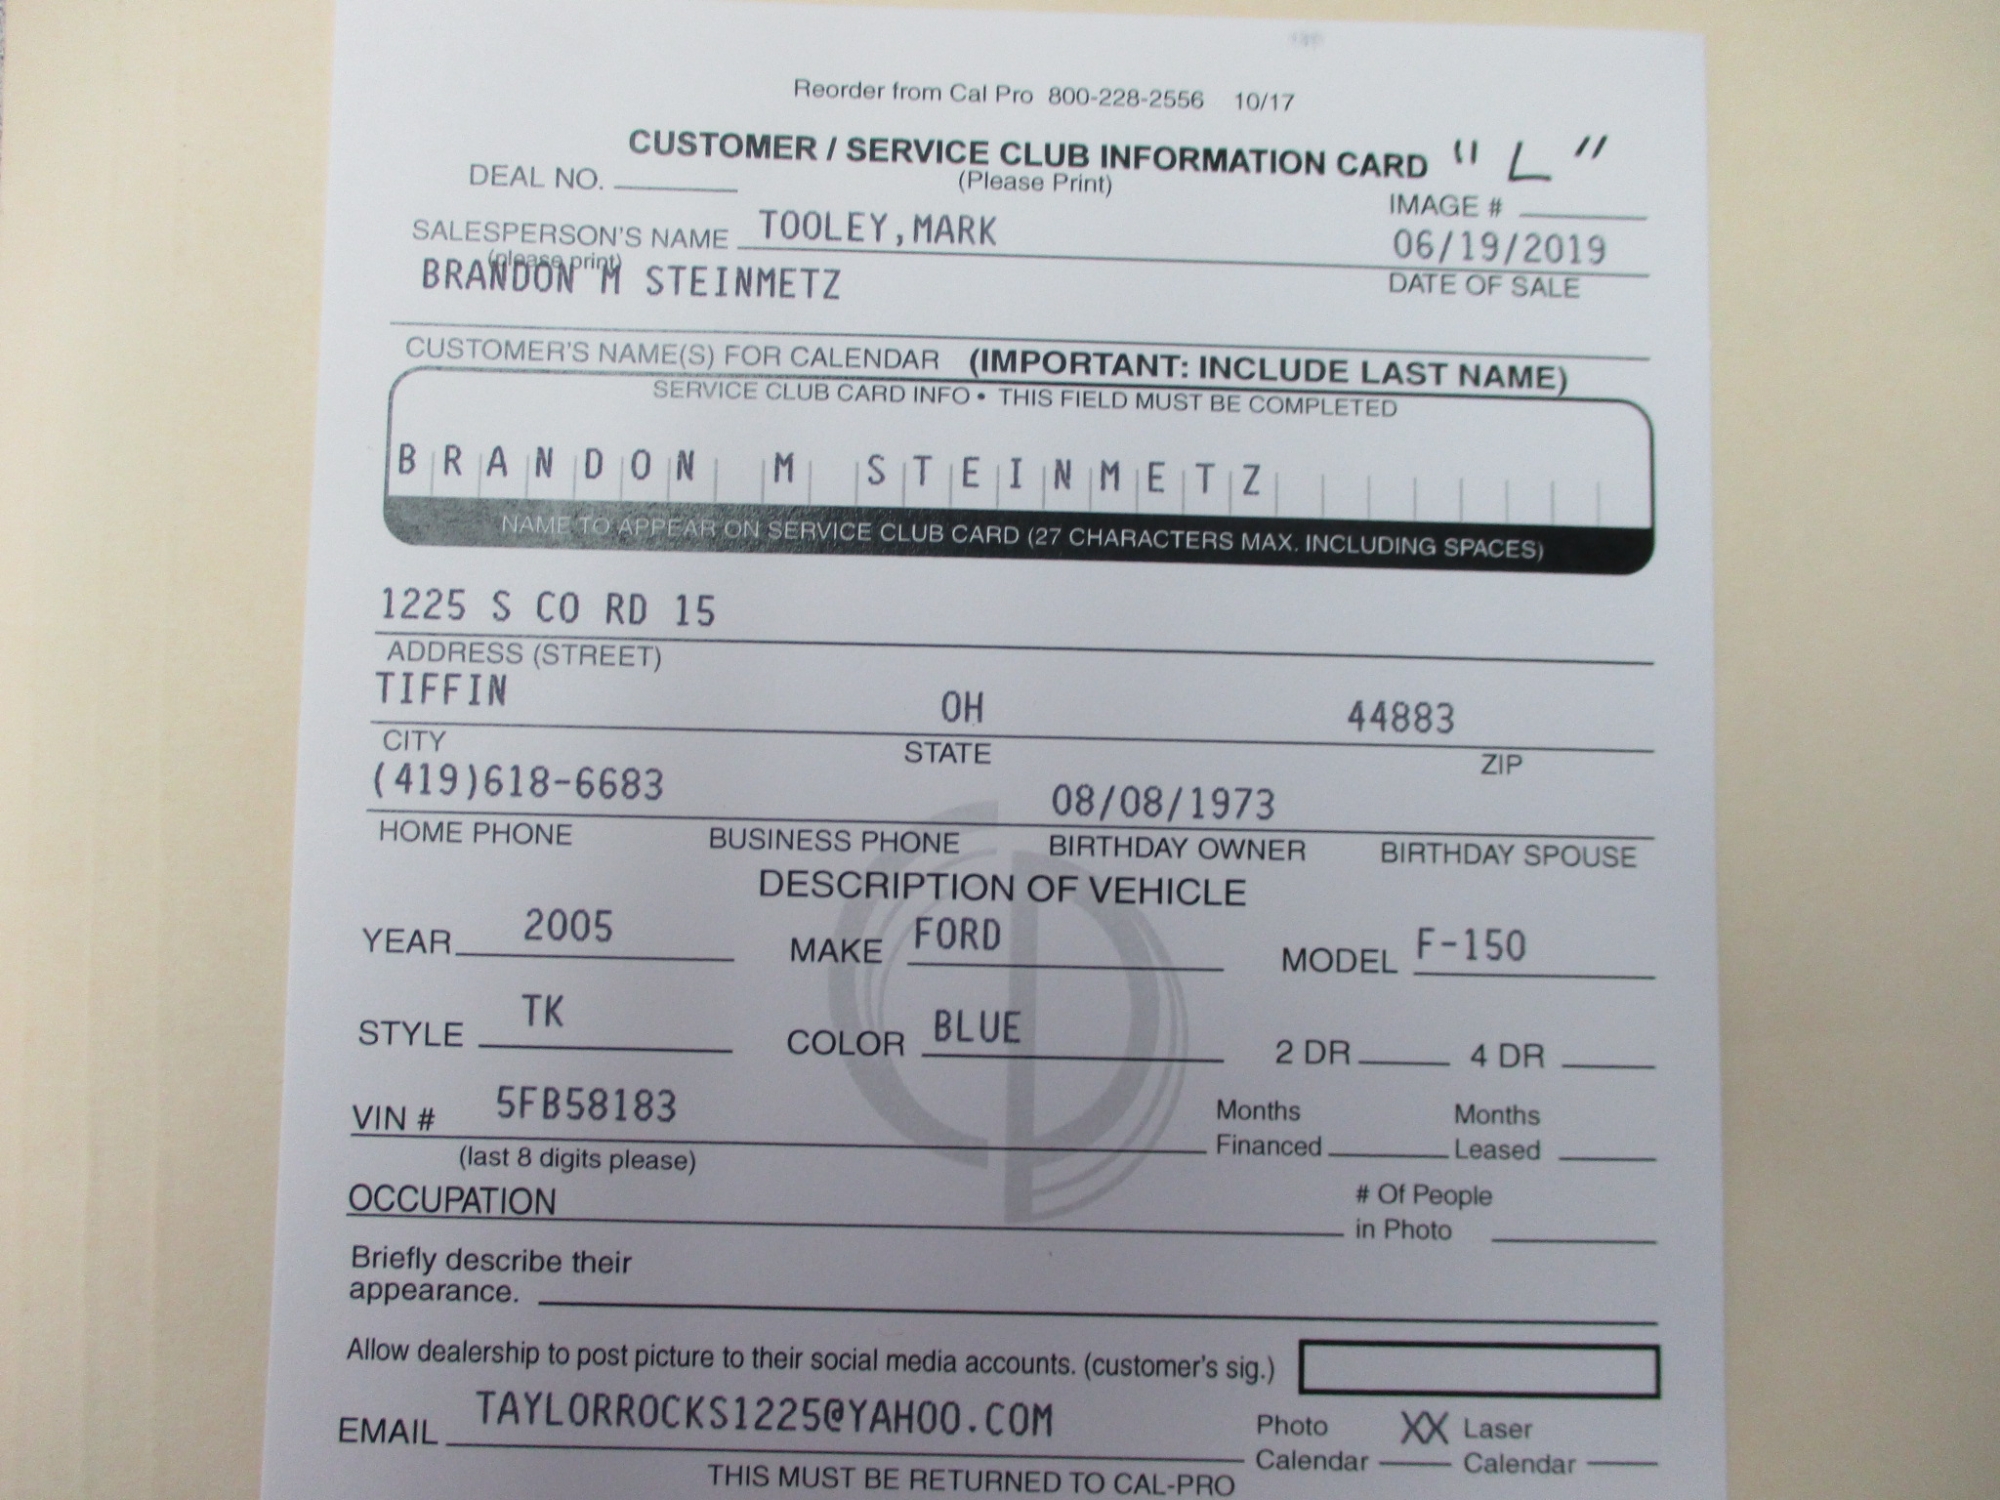 Reorder from Cal Pro 800-228-2556 10/17
CUSTOMER / SERVICE CLUB INFORMATION CARD " L "
DEAL NO. (Please Print) IMAGE #
SALESPERSON'S NAME TOOLEY,MARK 06/19/2019
(please print) DATE OF SALE
BRANDON M STEINMETZ
CUSTOMER'S NAME(S) FOR CALENDAR (IMPORTANT: INCLUDE LAST NAME)
SERVICE CLUB CARD INFO • THIS FIELD MUST BE COMPLETED
BRANDON M STEINMETZ
NAME TO APPEAR ON SERVICE CLUB CARD (27 CHARACTERS MAX. INCLUDING SPACES)
1225 S CO RD 15
ADDRESS (STREET)
TIFFIN OH 44883
CITY STATE ZIP
(419)618-6683 08/08/1973
HOME PHONE BUSINESS PHONE BIRTHDAY OWNER BIRTHDAY SPOUSE
DESCRIPTION OF VEHICLE
YEAR 2005 MAKE FORD MODEL F-150
STYLE TK COLOR BLUE 2 DR 4 DR
VIN # 5FB58183 Months Financed Months Leased
(last 8 digits please)
OCCUPATION # Of People in Photo
Briefly describe their
appearance.
Allow dealership to post picture to their social media accounts. (customer's sig.)
EMAIL TAYLORROCKS1225@YAHOO.COM Photo Calendar XX Laser Calendar
THIS MUST BE RETURNED TO CAL-PRO